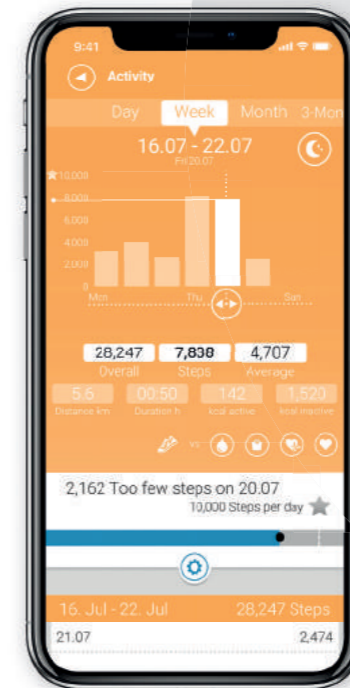 9:41
Activity
Day Week Month 3-Mon
16.07 - 22.07
Fri 20.07
10,000
8,000
6,000
4,000
2,000
0
Mon Thu Sun
28,247 7,838 4,707
Overall Steps Average
5.6 00:50 142 1,520
Distance km Duration h kcal active kcal inactive
vs
2,162 Too few steps on 20.07
10,000 Steps per day
16. Jul - 22. Jul 28,247 Steps
21.07 2,474